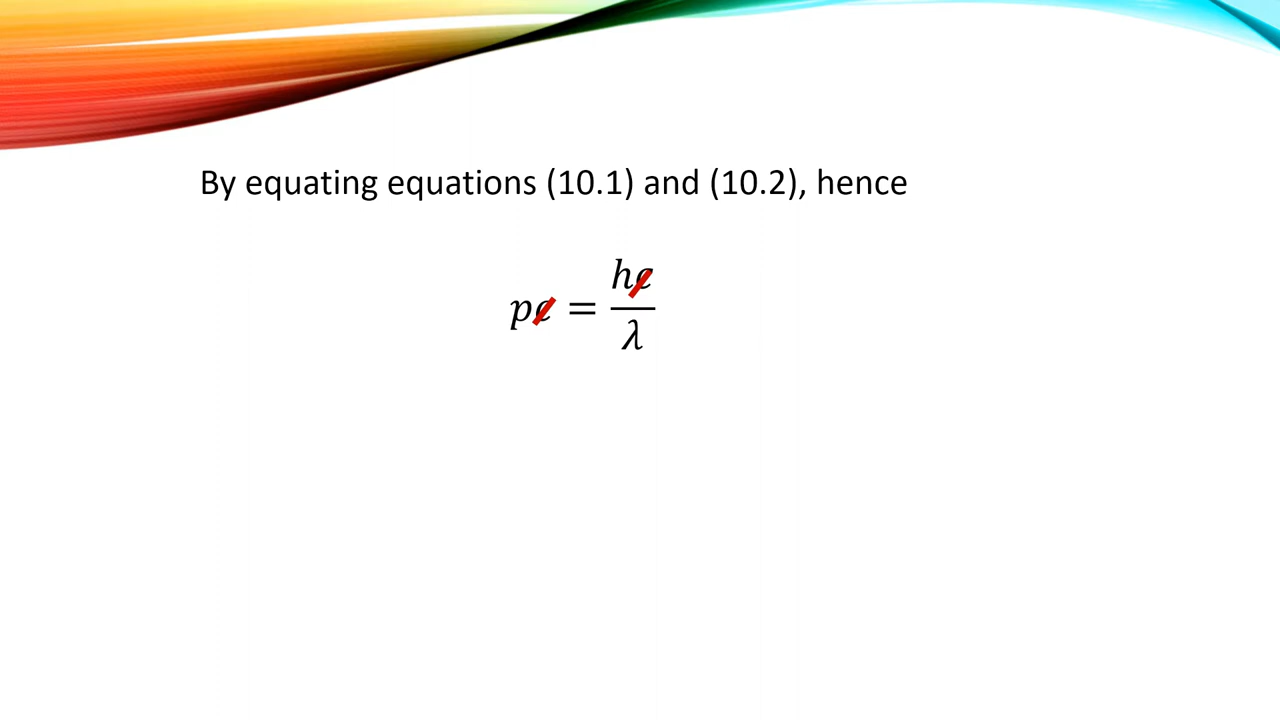 By equating equations (10.1) and (10.2), hence
pc = hc/λ